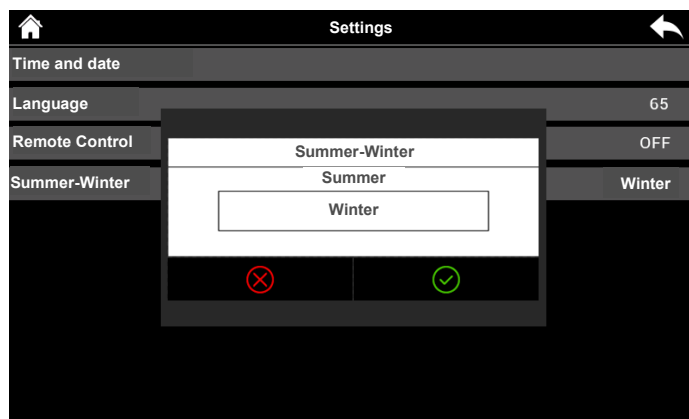 Settings
Time and date
Language 65
Remote Control OFF
Summer-Winter Winter
Summer-Winter
Summer
Winter